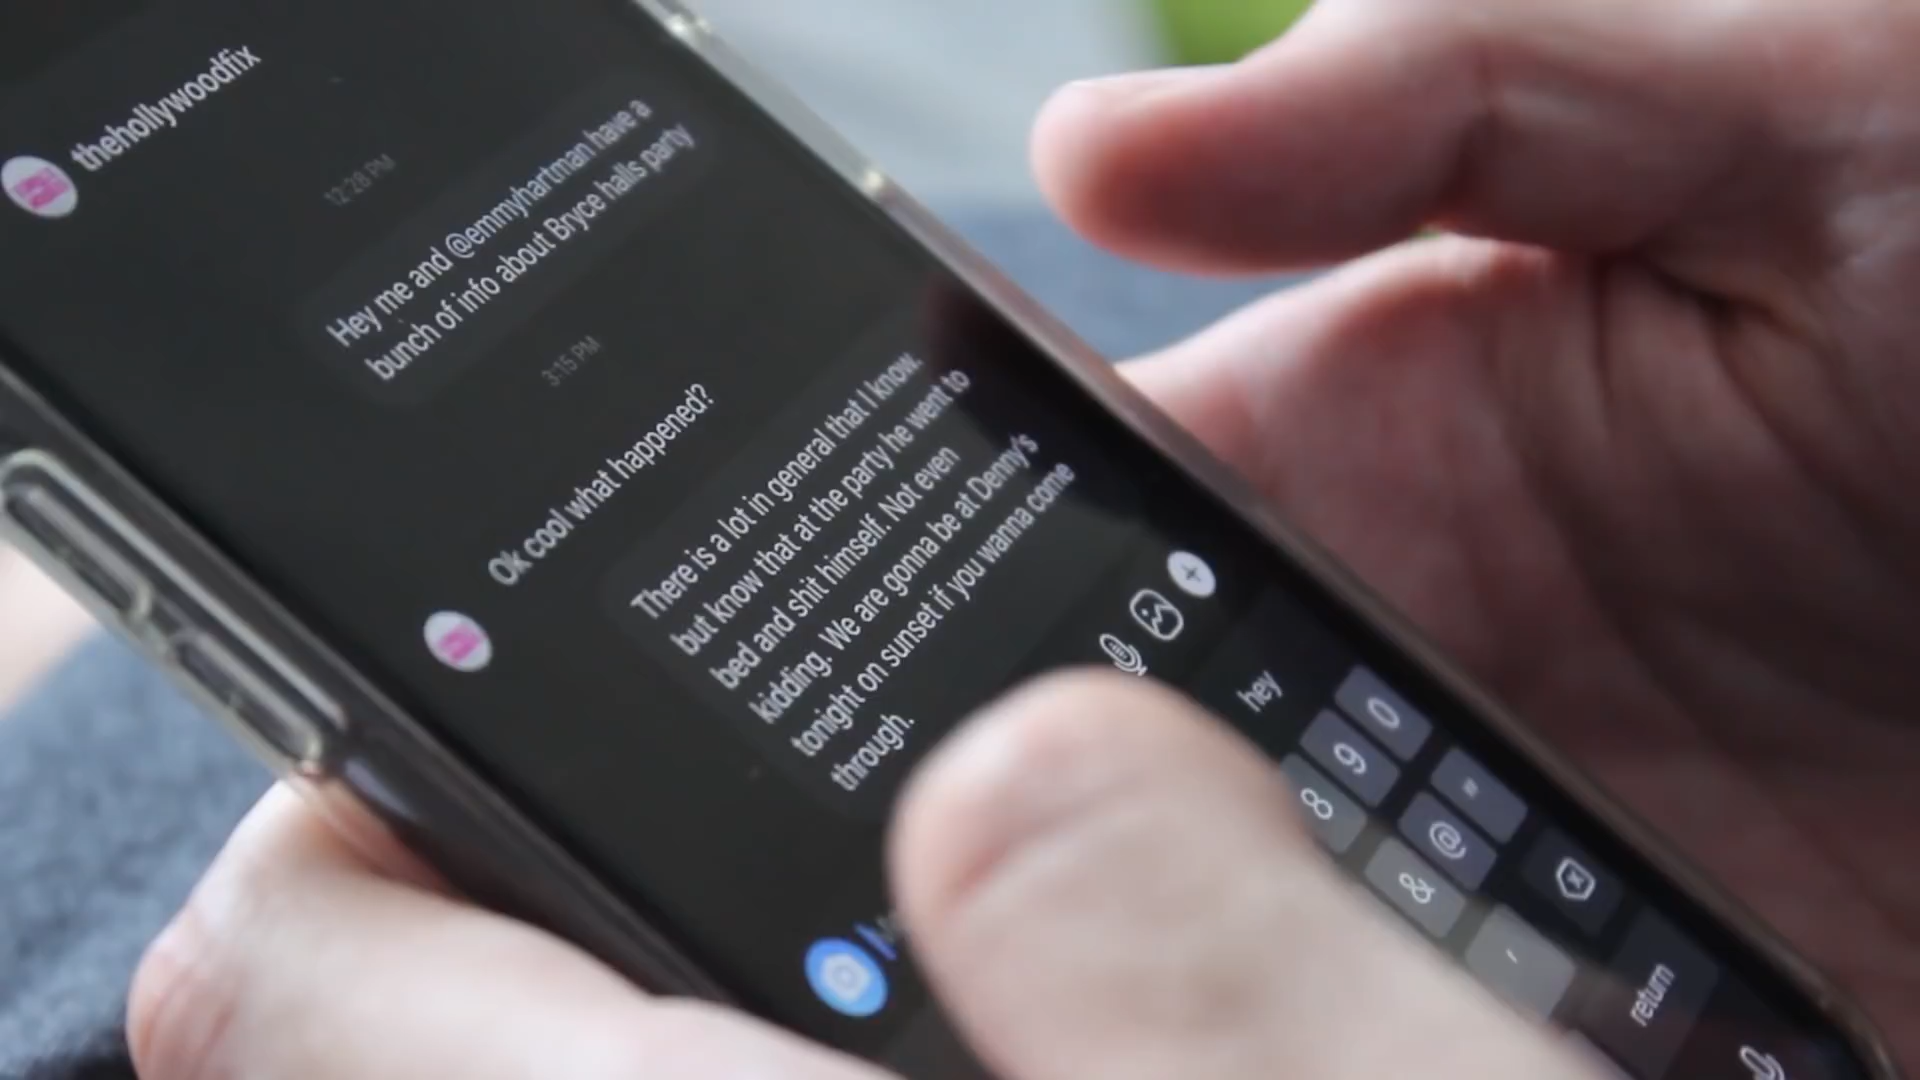 thehollywoodfix
12:28 PM
Hey me and @emmyhartman have a
bunch of info about Bryce halls party
3:15 PM
Ok cool what happened?
There is a lot in general that I know.
but know that at the party he went to
bed and shit himself. Not even
kidding. We are gonna be at Denny's
tonight on sunset if you wanna come
through.
hey
8 9 0
& @ "
'
return